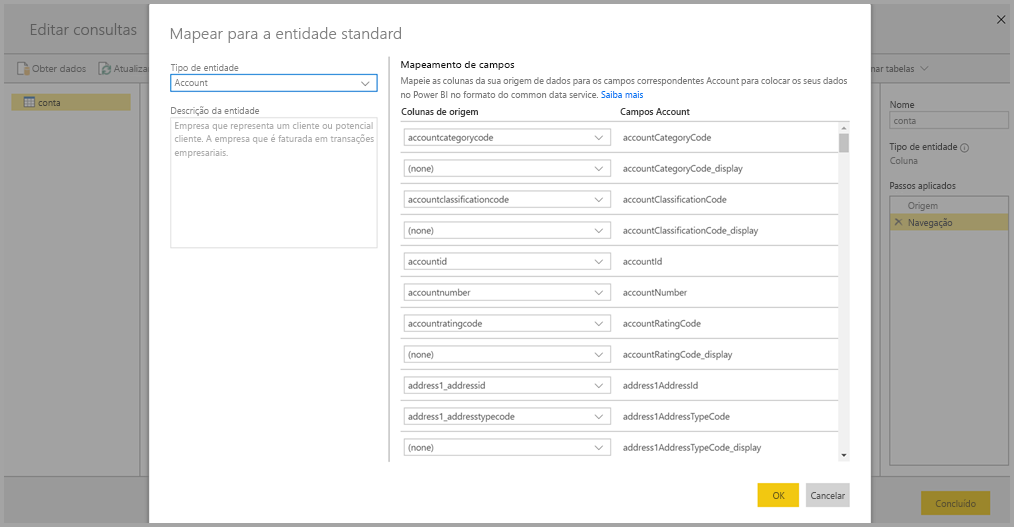 Editar consultas
Obter dados
Atualizar
conta
Mapear para a entidade standard
Tipo de entidade
Account
Descrição da entidade
Empresa que representa um cliente ou potencial
cliente. A empresa que é faturada em transações
empresariais.
Mapeamento de campos
Mapeie as colunas da sua origem de dados para os campos correspondentes Account para colocar os seus dados
no Power BI no formato do common data service. Saiba mais
Colunas de origem Campos Account
accountcategorycode accountCategoryCode
(none) accountCategoryCode_display
accountclassificationcode accountClassificationCode
(none) accountClassificationCode_display
accountid accountId
accountnumber accountNumber
accountratingcode accountRatingCode
(none) accountRatingCode_display
address1_addressid address1AddressId
address1_addresstypecode address1AddressTypeCode
(none) address1AddressTypeCode_display
OK Cancelar
tabelas
Nome
conta
Tipo de entidade
Coluna
Passos aplicados
Origem
Navegação
Concluído